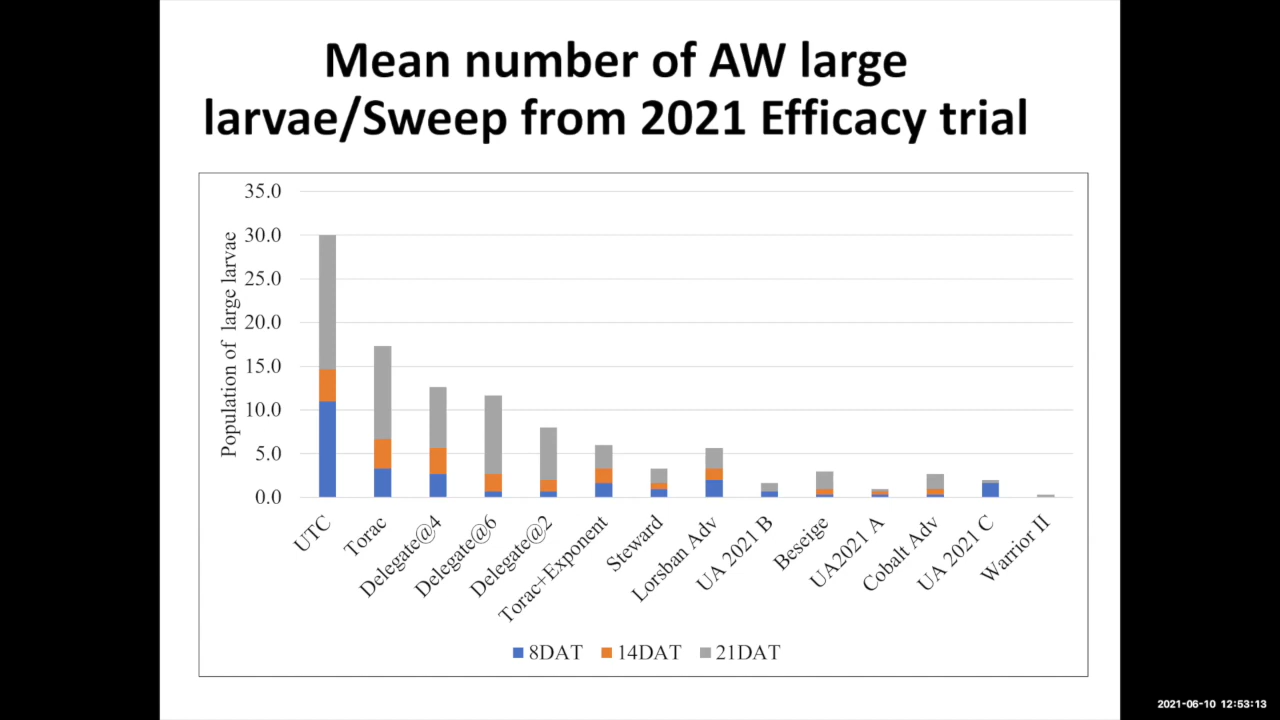 Mean number of AW large
larvae/Sweep from 2021 Efficacy trial
Population of large larvae
35.0
30.0
25.0
20.0
15.0
10.0
5.0
0.0
UTC
Torac
Delegate@4
Delegate@6
Delegate@2
Torac+Exponent
Steward
Lorsban Adv
UA 2021 B
Beseige
UA2021 A
Cobalt Adv
UA 2021 C
Warrior II
8DAT 14DAT 21DAT
2021-06-10 12:53:13